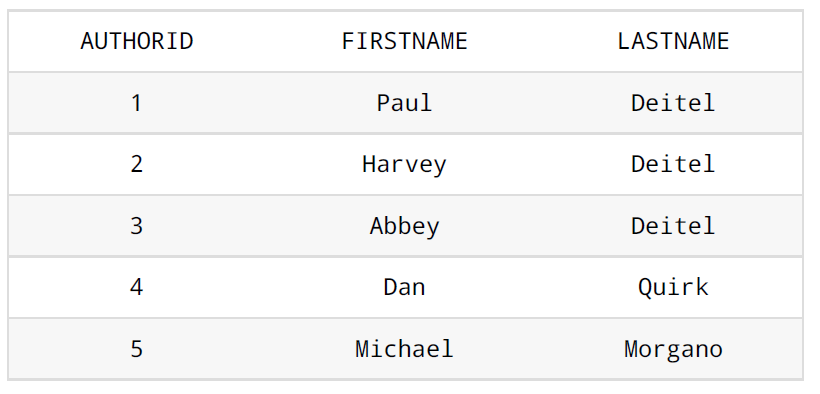 AUTHORID FIRSTNAME LASTNAME
1 Paul Deitel
2 Harvey Deitel
3 Abbey Deitel
4 Dan Quirk
5 Michael Morgano